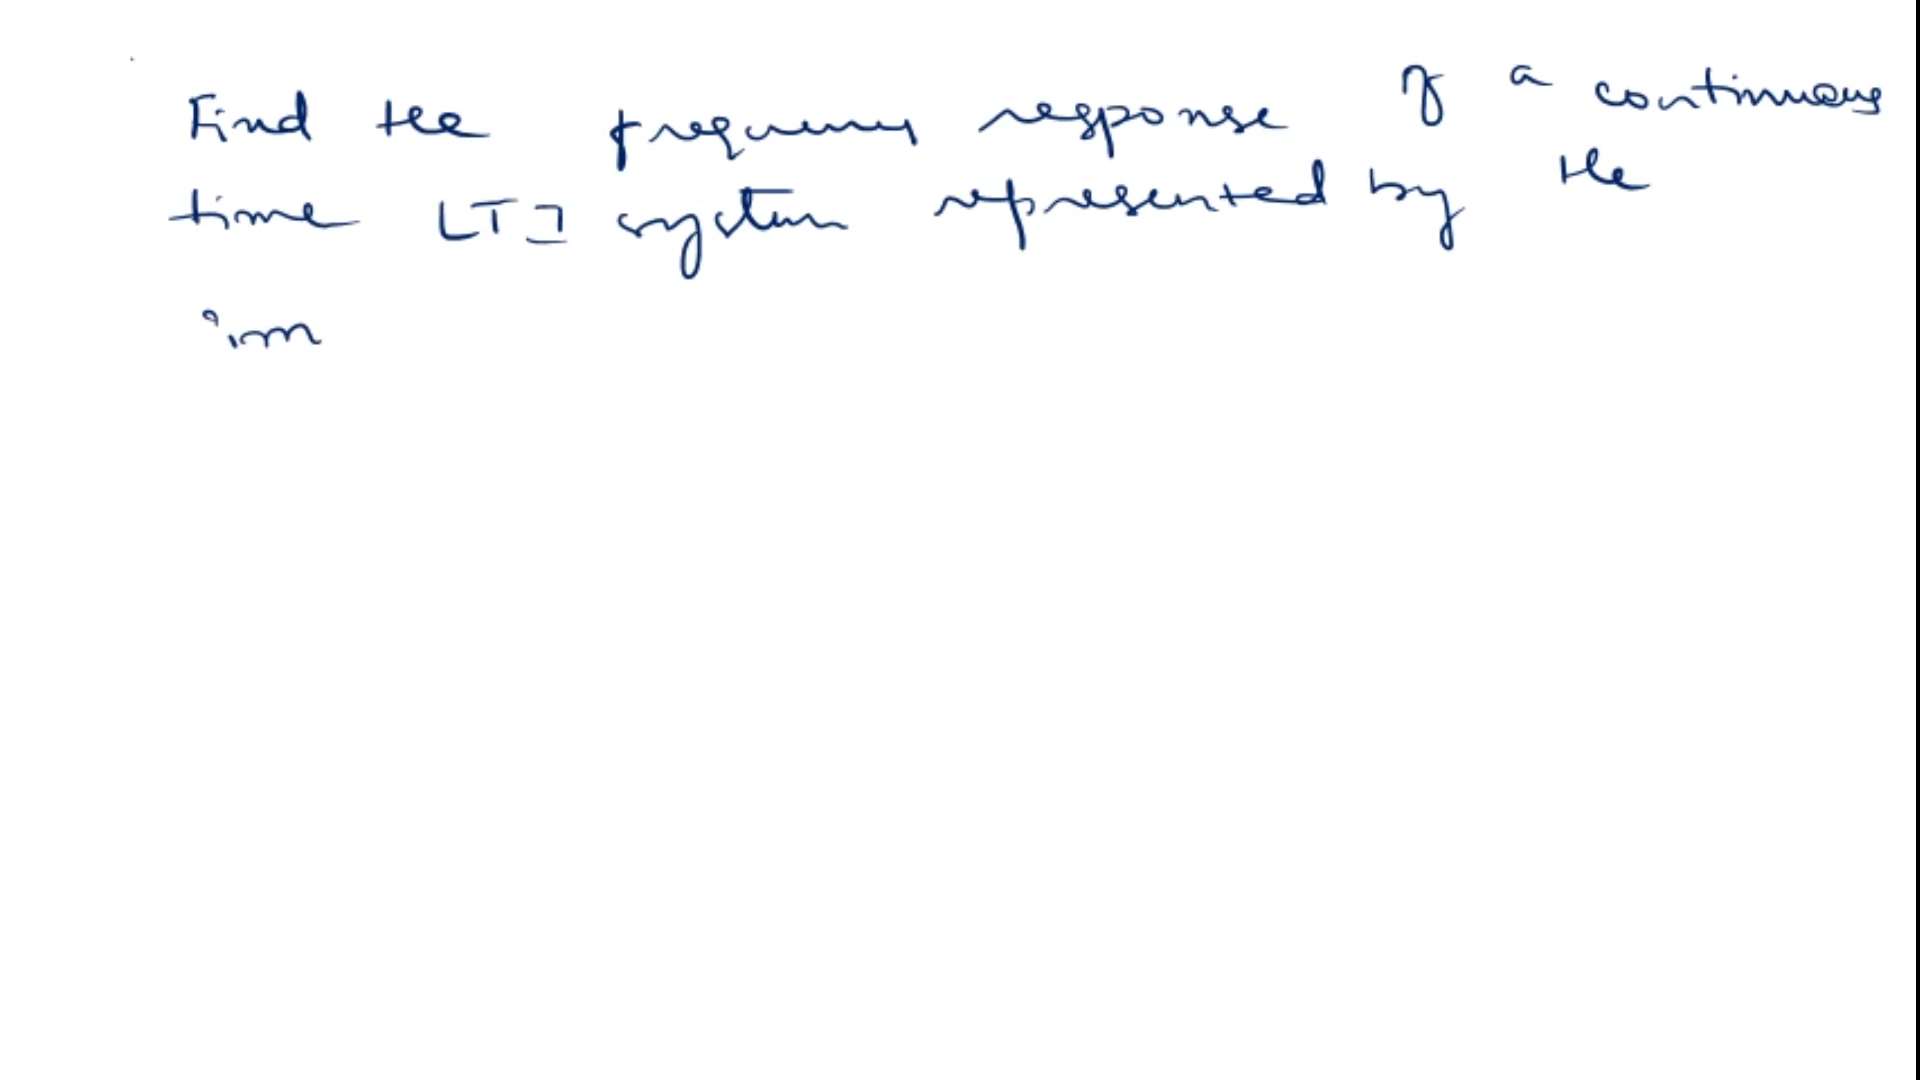 Find the frequency response of a continuous
time LTI system represented by the
im